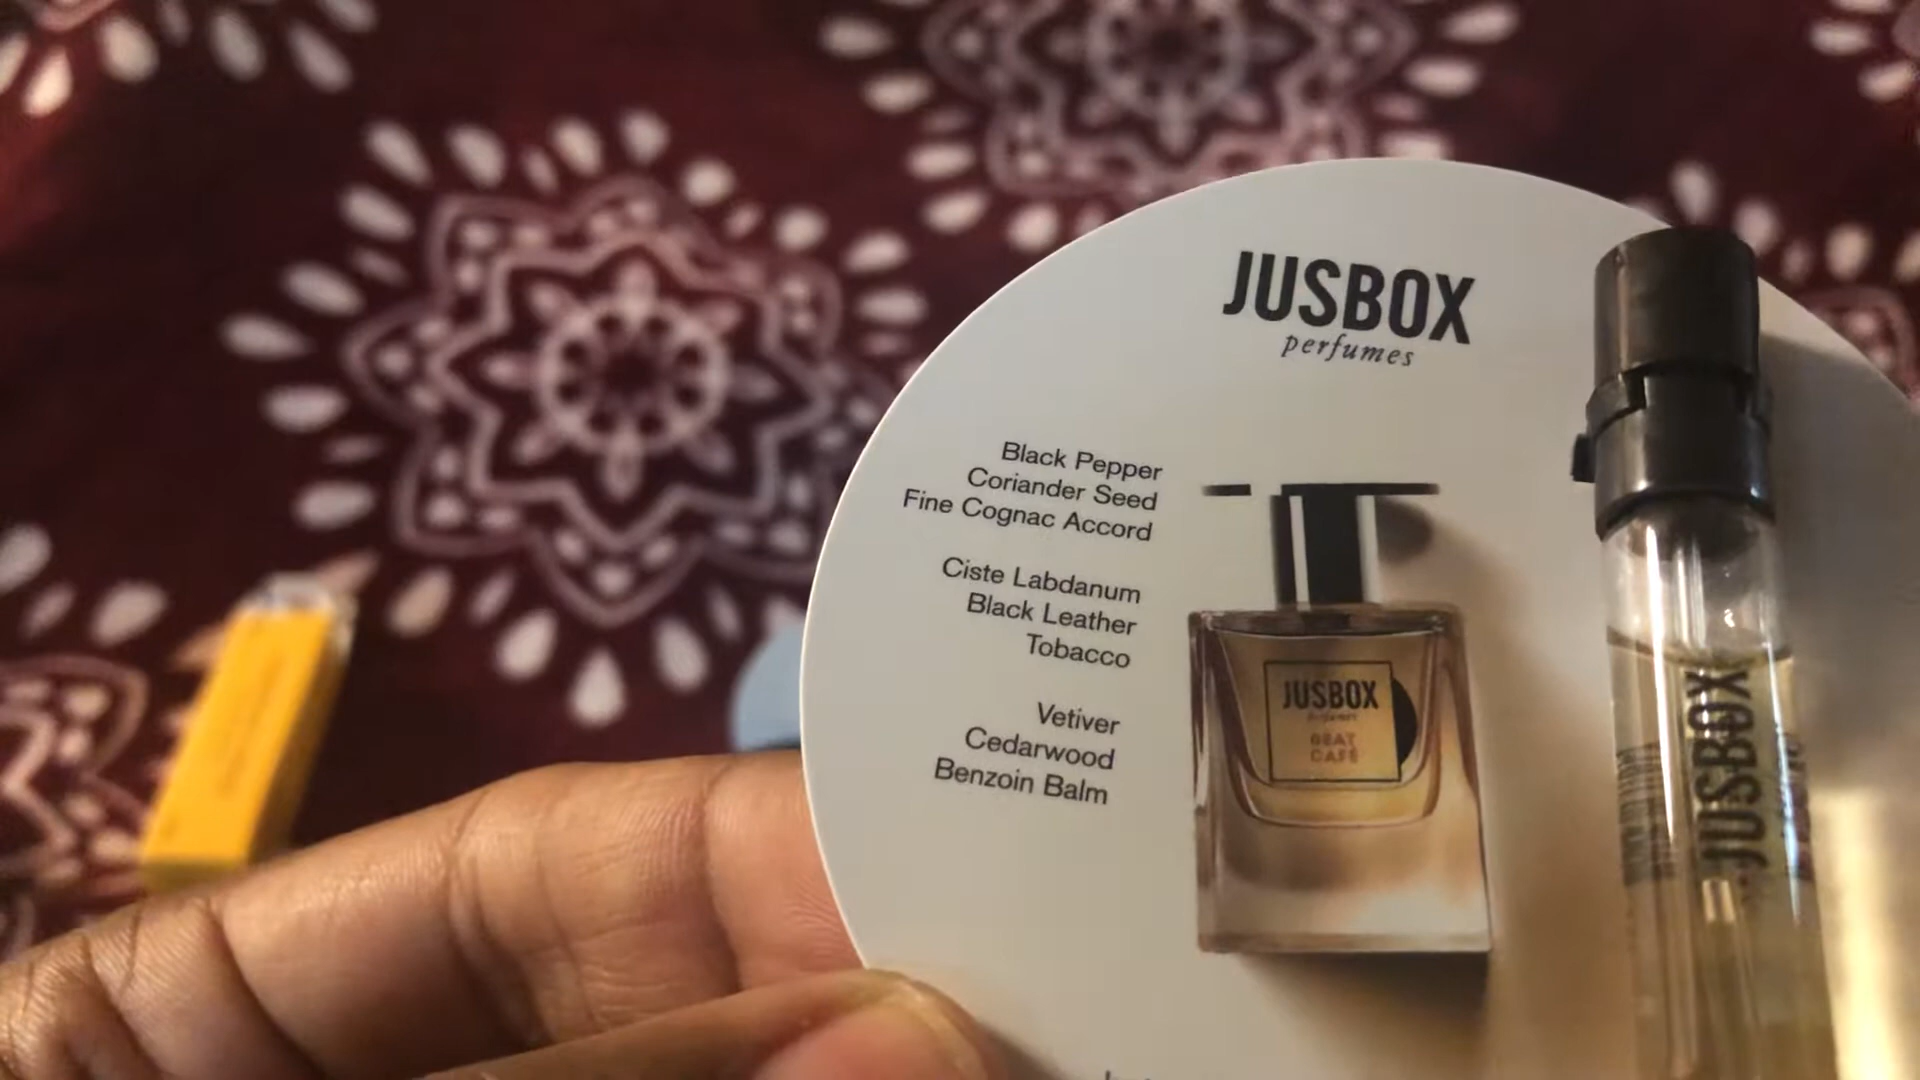 JUSBOX
perfumes
Black Pepper
Coriander Seed
Fine Cognac Accord
Ciste Labdanum
Black Leather
Tobacco
Vetiver
Cedarwood
Benzoin Balm
JUSBOX
perfumes
BEAT
CAFÉ
JUSBOX